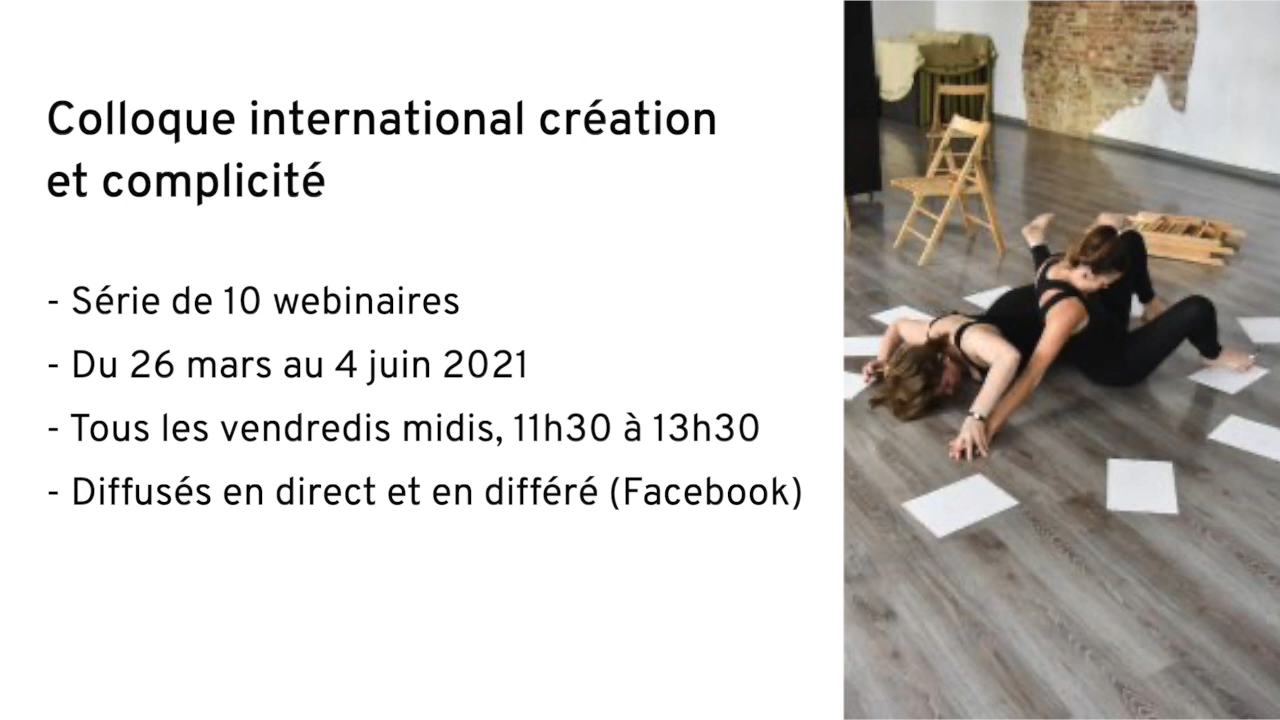 Colloque international création
et complicité
- Série de 10 webinaires
- Du 26 mars au 4 juin 2021
- Tous les vendredis midis, 11h30 à 13h30
- Diffusés en direct et en différé (Facebook)